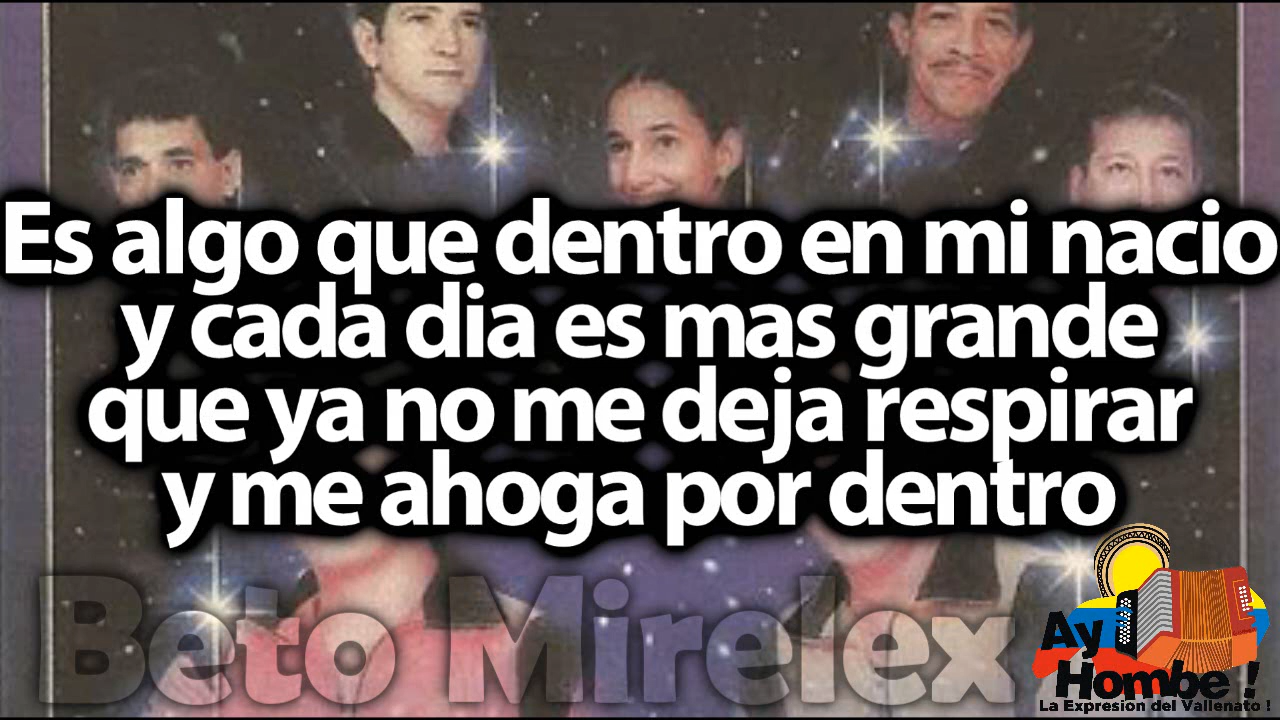 Es algo que dentro en mi nacio
y cada dia es mas grande
que ya no me deja respirar
y me ahoga por dentro
Beto Mirelex
Ay
Hombe !
La Expresion del Vallenato !